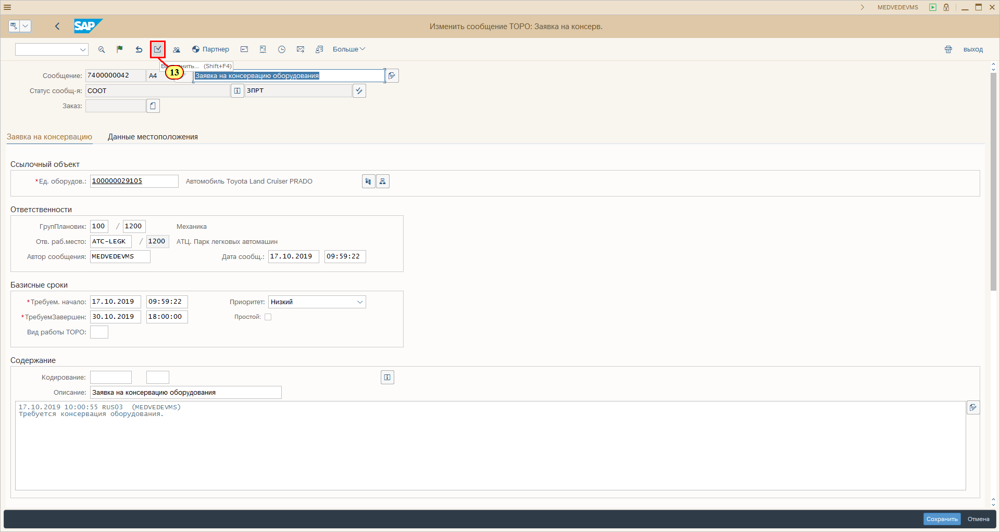 MEDVEDEVMS
SAP
Изменить сообщение ТОРО: Заявка на консерв.
Партнер
Больше
выход
(Shift+F4)
13
Сообщение: 7400000042 A4 Заявка на консервацию оборудования
Статус сообщ-я: СООТ ЗПРТ
Заказ:
Заявка на консервацию Данные местоположения
Ссылочный объект
*Ед. оборудов.: 100000029105 Автомобиль Toyota Land Cruiser PRADO
Ответственности
ГрупПлановик: 100 / 1200 Механика
Отв. раб.место: ATC-LEGK / 1200 АТЦ. Парк легковых автомашин
Автор сообщения: MEDVEDEVMS Дата сообщ.: 17.10.2019 09:59:22
Базисные сроки
*Требуем. начало: 17.10.2019 09:59:22 Приоритет: Низкий
*ТребуемЗавершен: 30.10.2019 18:00:00 Простой:
Вид работы ТОРО:
Содержание
Кодирование:
Описание: Заявка на консервацию оборудования
17.10.2019 10:00:55 RUS03 (MEDVEDEVMS)
Требуется консервация оборудования.
Сохранить Отмена